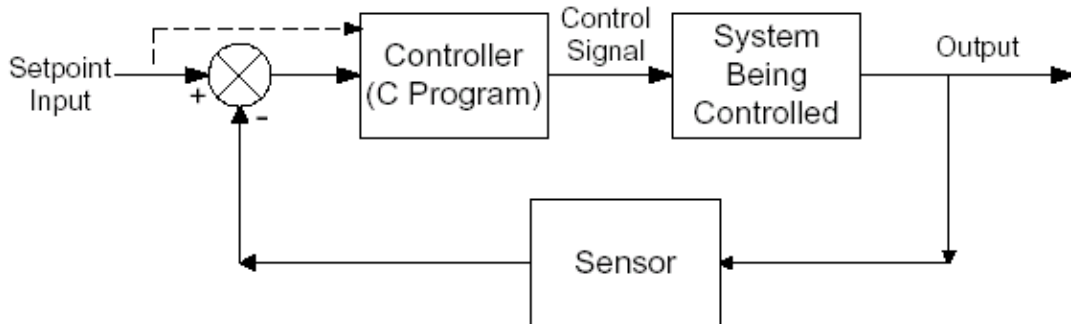 Setpoint
Input
+
-
Controller
(C Program)
Control
Signal
System
Being
Controlled
Output
Sensor